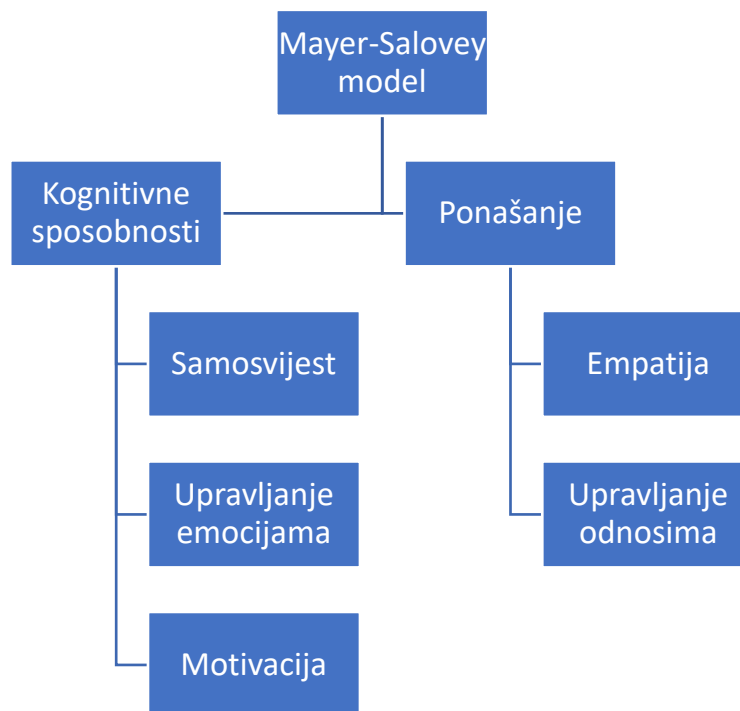 Mayer-Salovey
model
Kognitivne
sposobnosti
Ponašanje
Samosvijest
Upravljanje
emocijama
Motivacija
Empatija
Upravljanje
odnosima